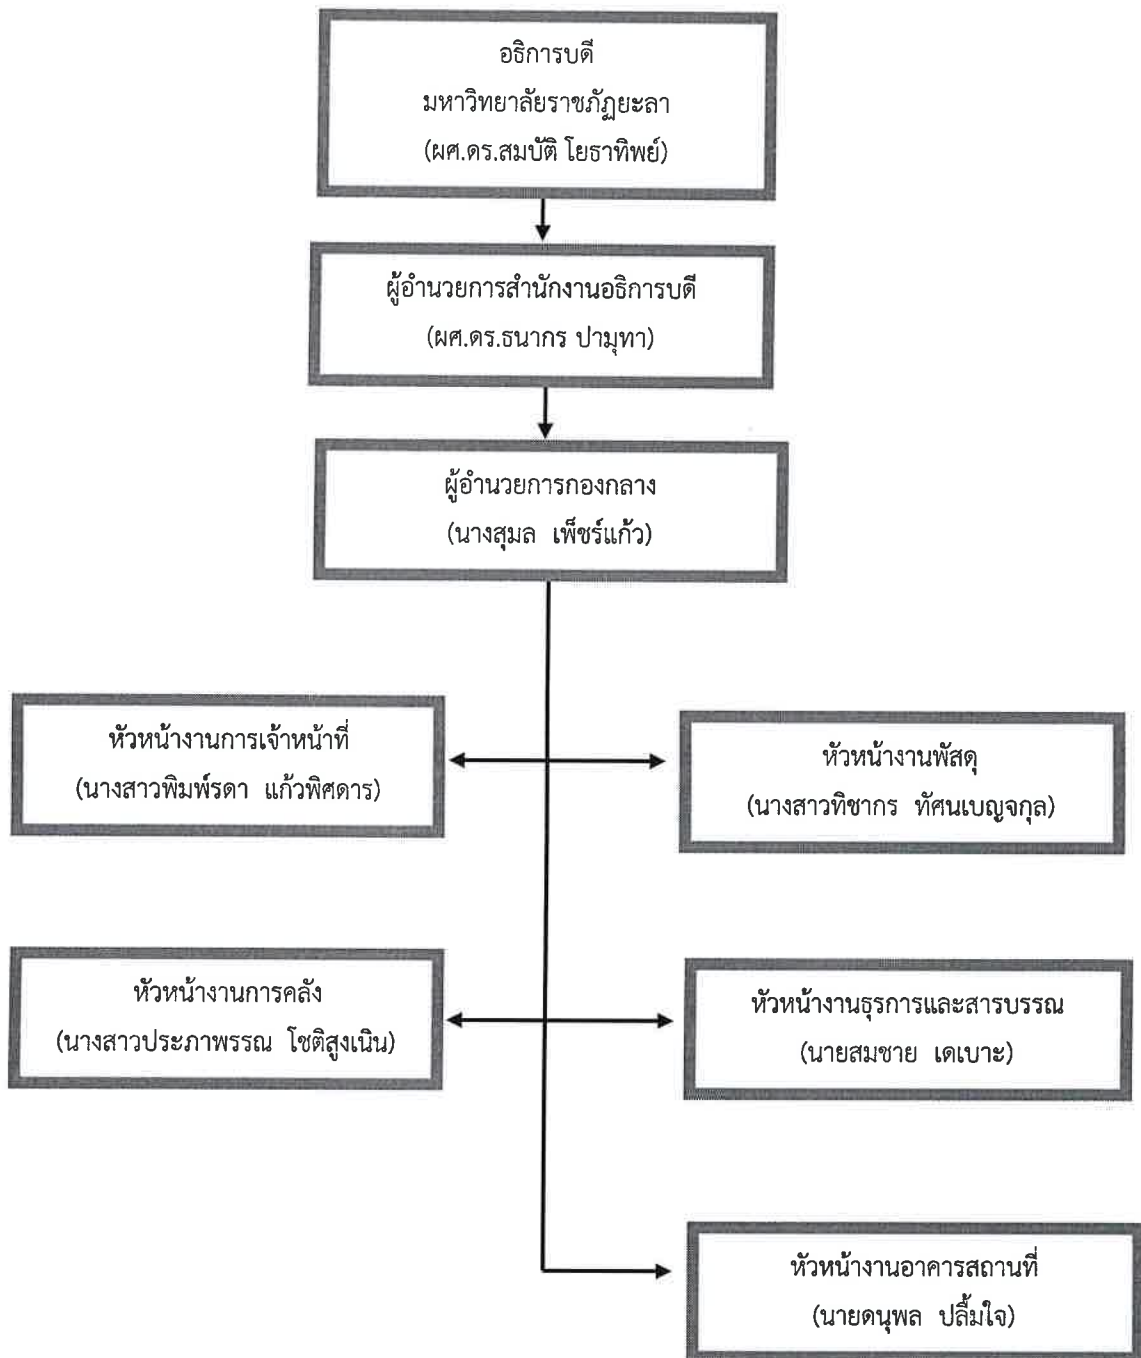 อธิการบดี
มหาวิทยาลัยราชภัฏยะลา
(ผศ.ดร.สมบัติ โยธาทิพย์)
ผู้อำนวยการสำนักงานอธิการบดี
(ผศ.ดร.ธนากร ปามุทา)
ผู้อำนวยการกองกลาง
(นางสุมล เพ็ชร์แก้ว)
หัวหน้างานการเจ้าหน้าที่
(นางสาวพิมพ์รดา แก้วพิศดาร)
หัวหน้างานพัสดุ
(นางสาวทิชากร ทัศนเบญจกุล)
หัวหน้างานการคลัง
(นางสาวประภาพรรณ โชติสูงเนิน)
หัวหน้างานธุรการและสารบรรณ
(นายสมชาย เดเบาะ)
หัวหน้างานอาคารสถานที่
(นายดนุพล ปลื้มใจ)